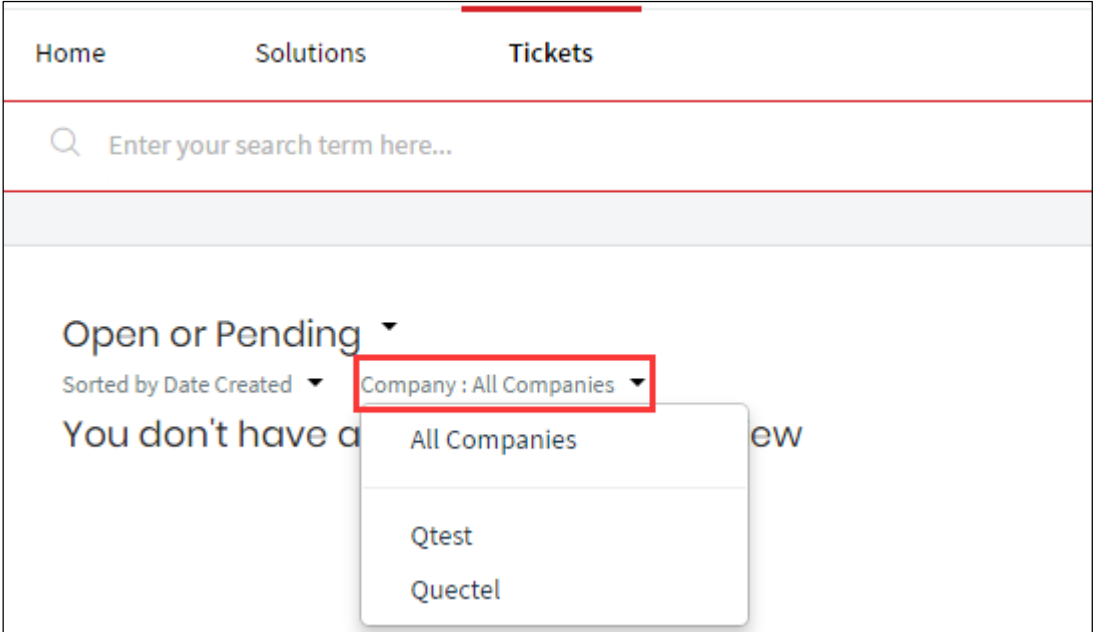 Home Solutions Tickets
Enter your search term here...
Open or Pending
Sorted by Date Created Company : All Companies
You don't have a ew
All Companies
Qtest
Quectel